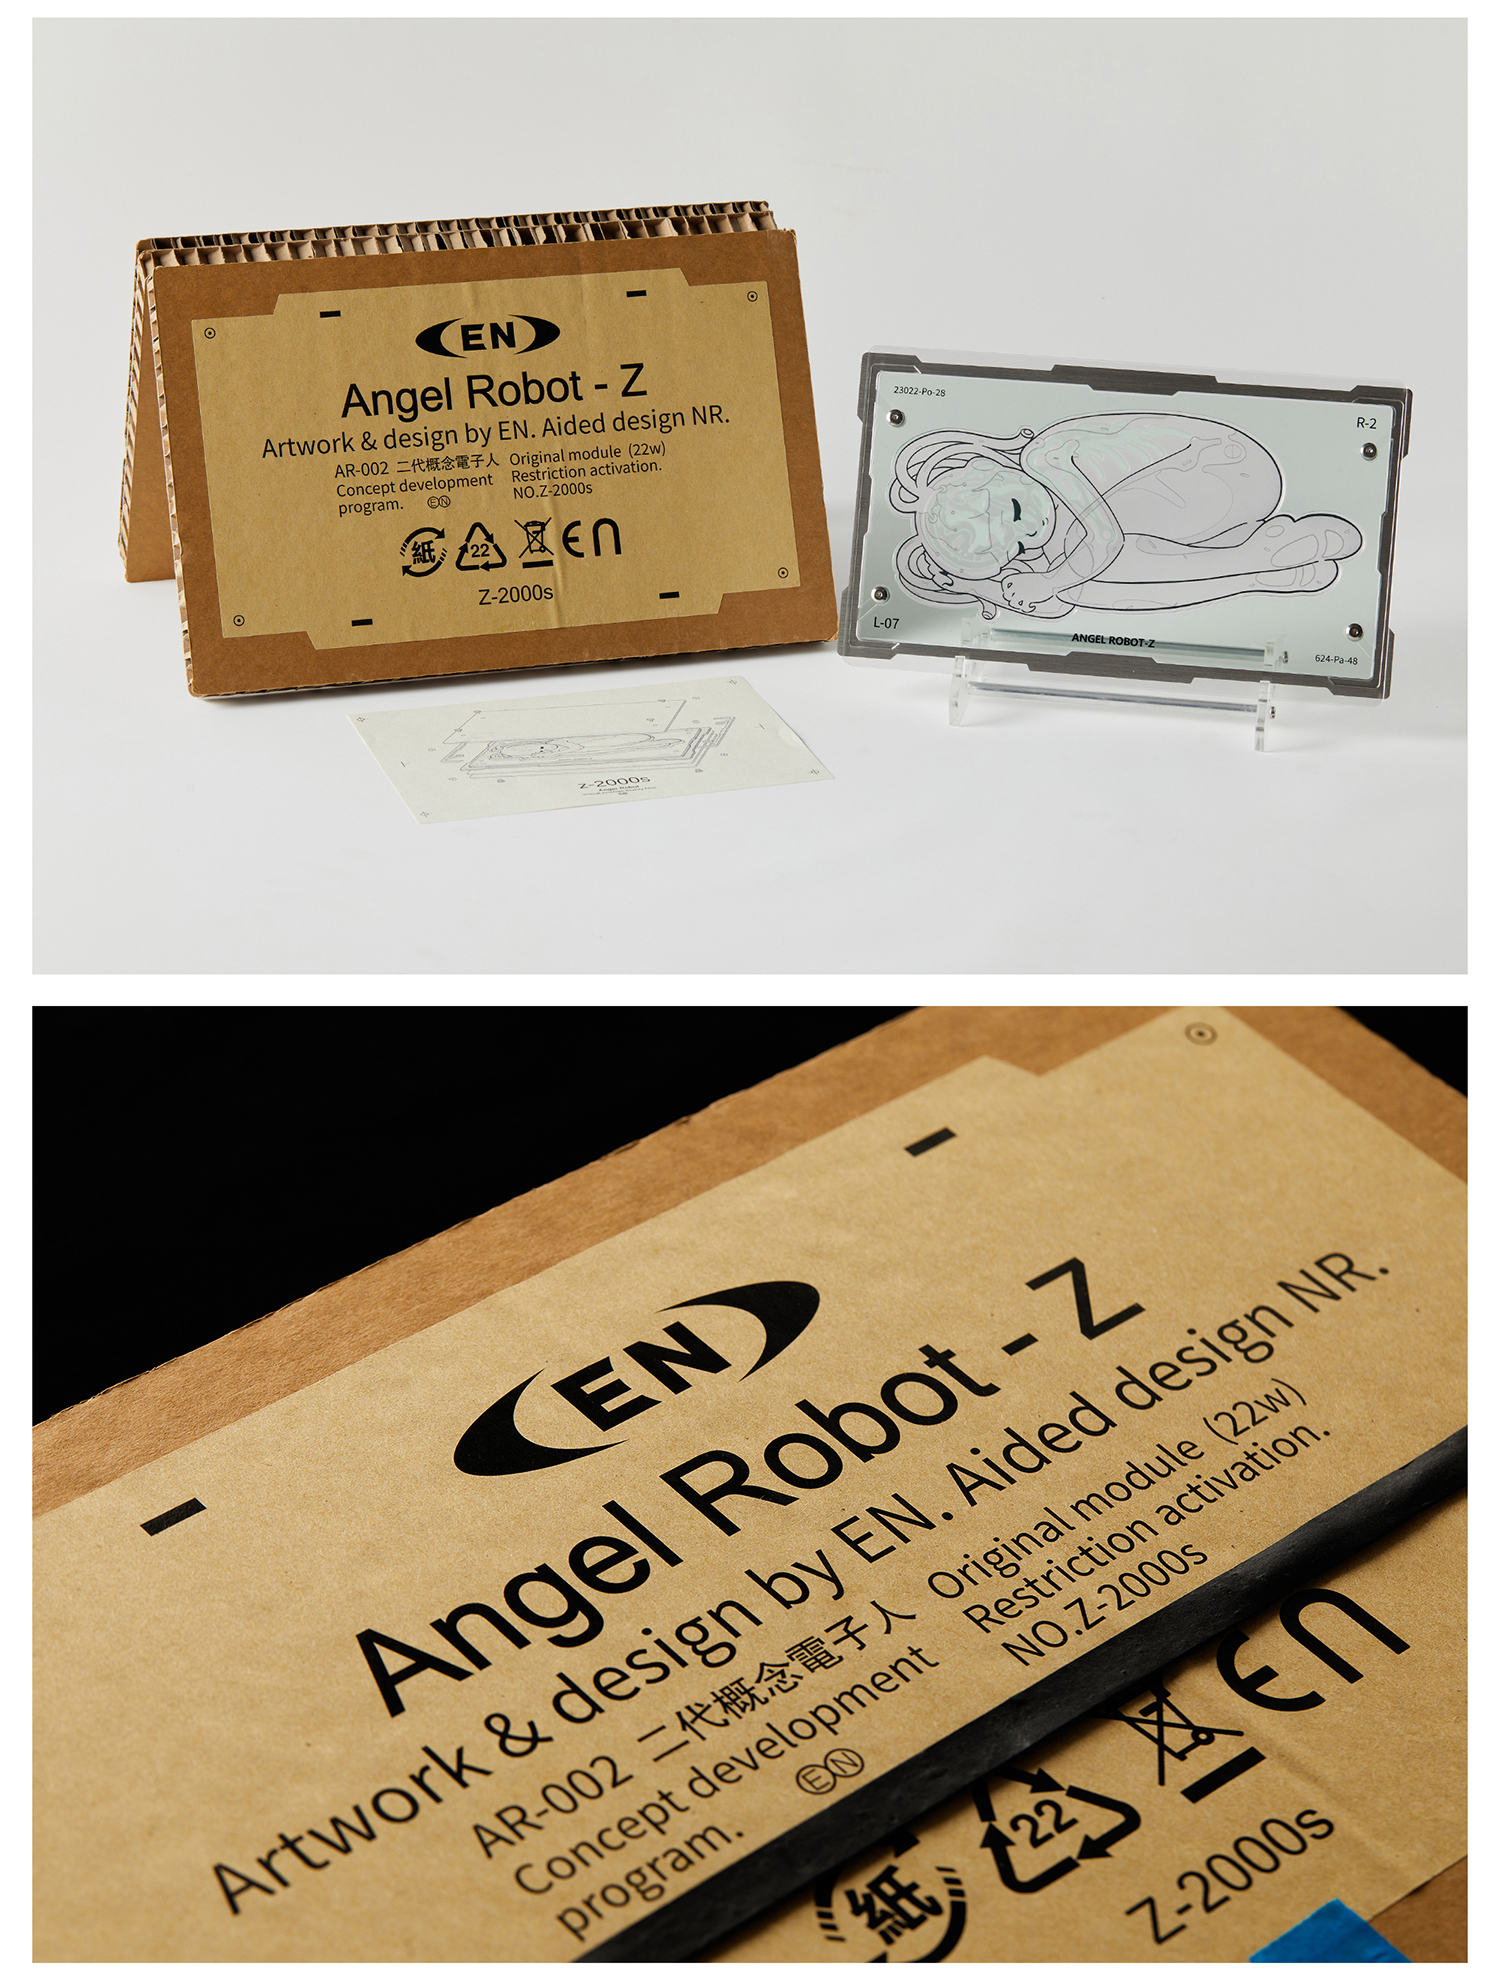 EN
Angel Robot - Z
Artwork & design by EN. Aided design NR.
AR-002 二代概念電子人
Concept development
program. EN
Original module (22w)
Restriction activation.
NO.Z-2000s
紙
22
Z-2000s
23022-Po-28
R-2
L-07
ANGEL ROBOT-Z
624-Pa-48
Z-2000s
Angel Robot
EN
Angel Robot - Z
Artwork & design by EN. Aided design NR.
AR-002 二代概念電子人
Concept development
program. EN
Original module (22w)
Restriction activation.
NO.Z-2000s
紙
22
Z-2000s